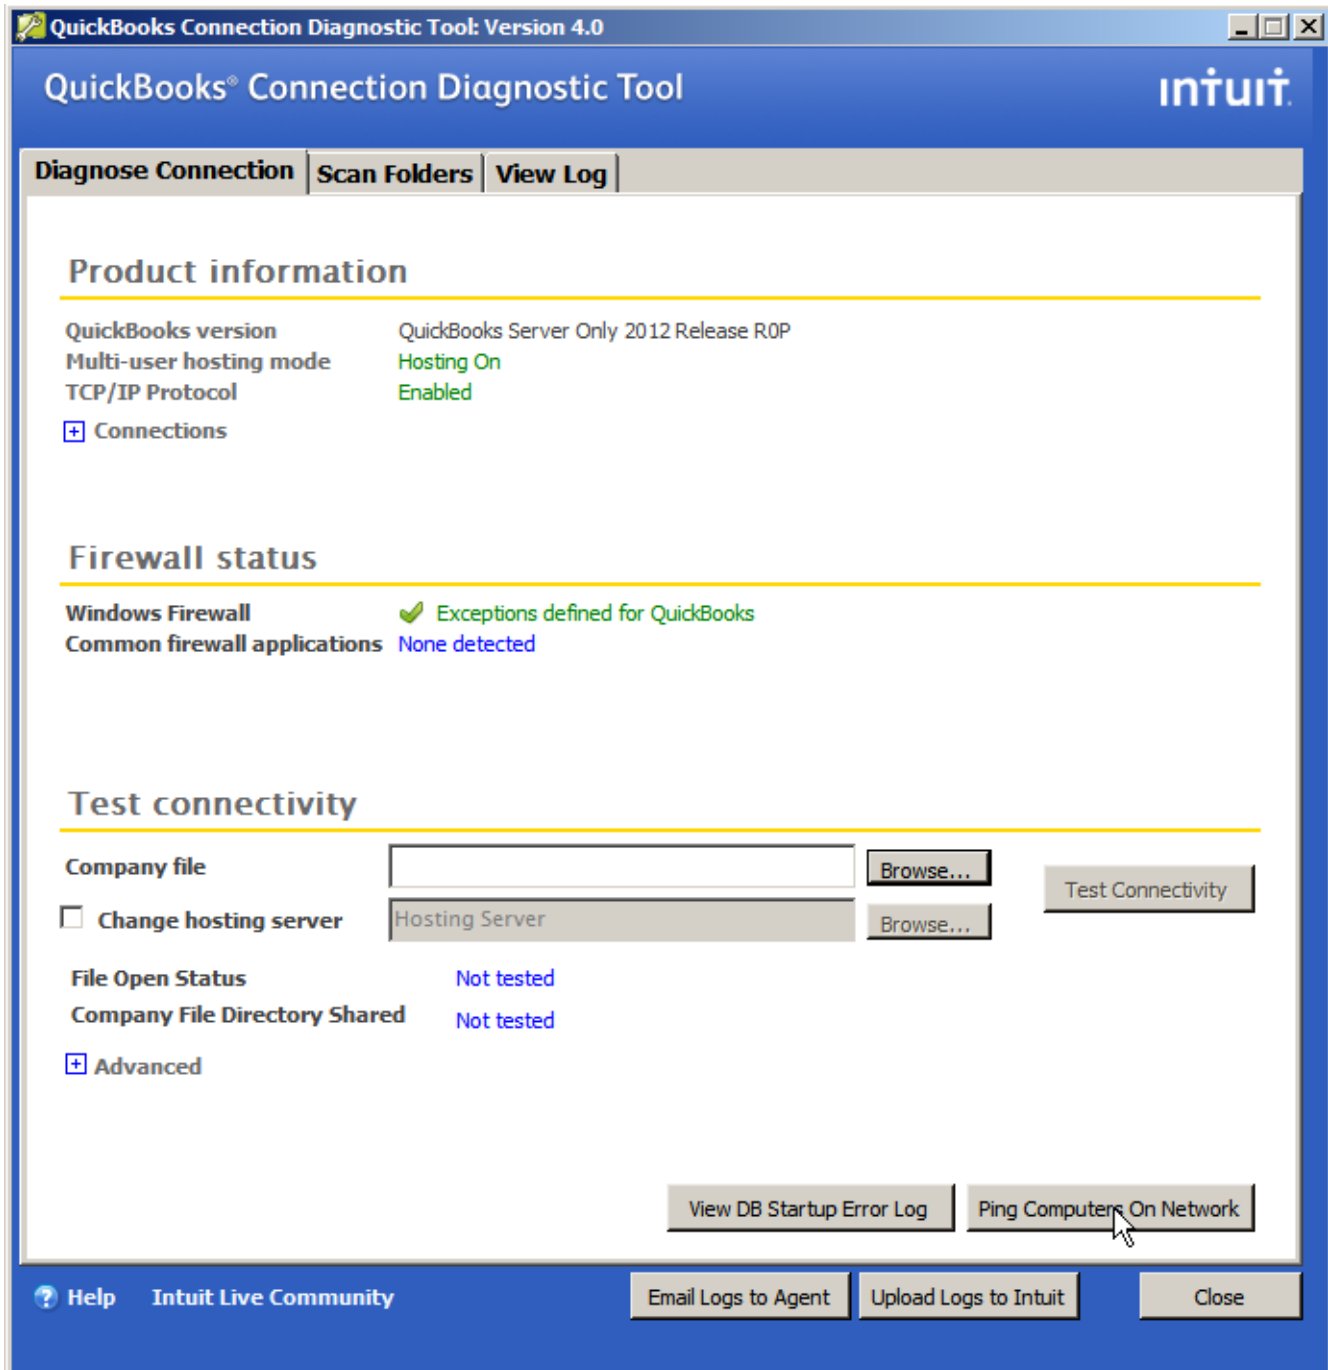 QuickBooks Connection Diagnostic Tool: Version 4.0
QuickBooks® Connection Diagnostic Tool
intuit.
Diagnose Connection Scan Folders View Log
Product information
QuickBooks version QuickBooks Server Only 2012 Release R0P
Multi-user hosting mode Hosting On
TCP/IP Protocol Enabled
Connections
Firewall status
Windows Firewall Exceptions defined for QuickBooks
Common firewall applications None detected
Test connectivity
Company file Browse... Test Connectivity
Change hosting server Hosting Server Browse...
File Open Status Not tested
Company File Directory Shared Not tested
Advanced
View DB Startup Error Log Ping Computers On Network
Help Intuit Live Community Email Logs to Agent Upload Logs to Intuit Close